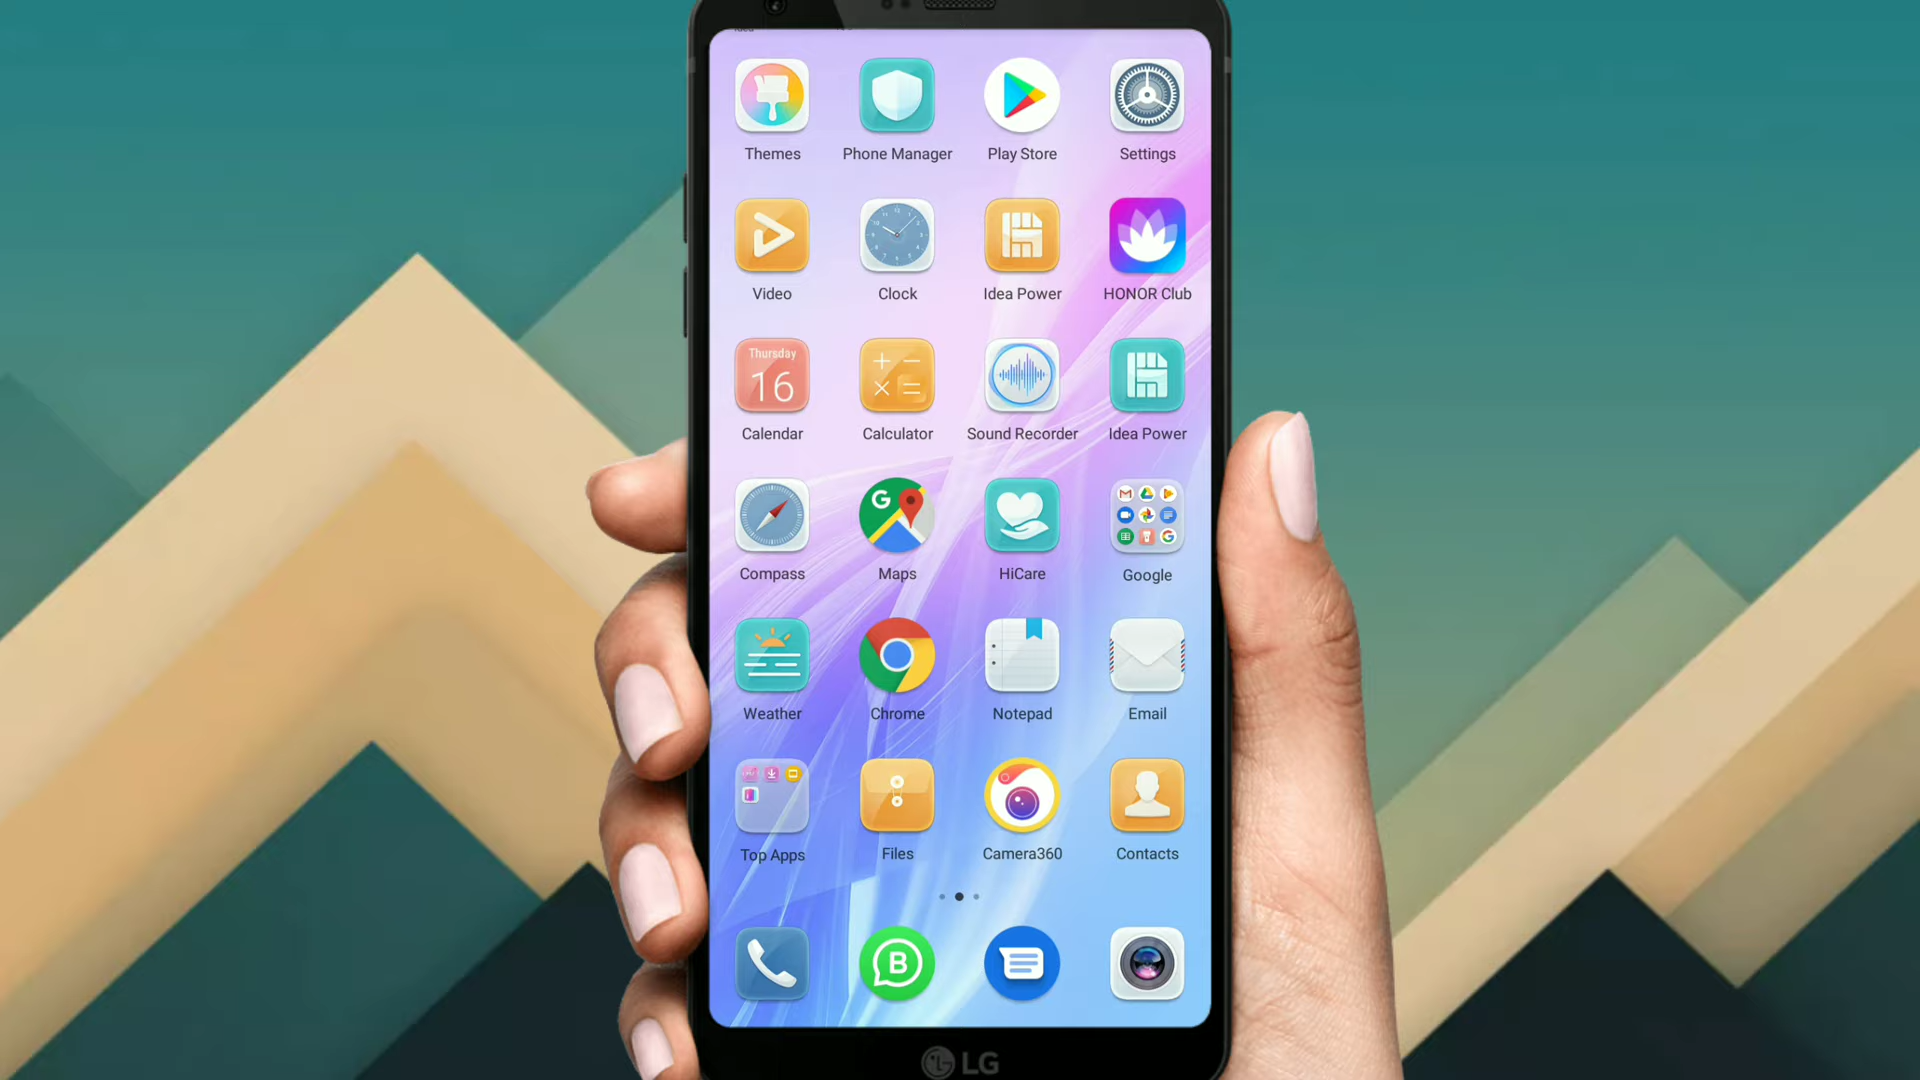 Themes Phone Manager Play Store Settings
Video Clock Idea Power HONOR Club
Thursday
16
Calendar Calculator Sound Recorder Idea Power
G
Compass Maps HiCare Google
Weather Chrome Notepad Email
Top Apps Files Camera360 Contacts
B
LG